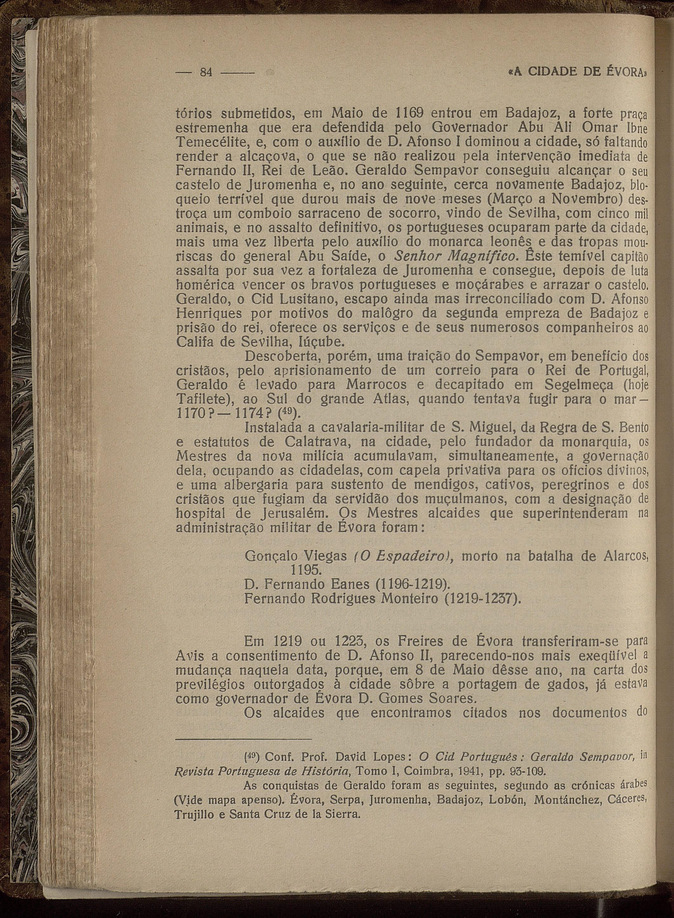 — 84 —— «A CIDADE DE ÉVORA»
tórios submetidos, em Maio de 1169 entrou em Badajoz, a forte praça
estremenha que era defendida pelo Governador Abu Ali Omar Ibne
Temecélite, e, com o auxílio de D. Afonso I dominou a cidade, só faltando
render a alcaçova, o que se não realizou pela intervenção imediata de
Fernando II, Rei de Leão. Geraldo Sempavor conseguiu alcançar o seu
castelo de Juromenha e, no ano seguinte, cerca novamente Badajoz, blo-
queio terrível que durou mais de nove meses (Março a Novembro) des-
troça um comboio sarraceno de socorro, vindo de Sevilha, com cinco mil
animais, e no assalto definitivo, os portugueses ocuparam parte da cidade,
mais uma vez liberta pelo auxílio do monarca leonês e das tropas mou-
riscas do general Abu Saíde, o Senhor Magnífico. Êste temível capitão
assalta por sua vez a fortaleza de Juromenha e consegue, depois de luta
homérica vencer os bravos portugueses e moçárabes e arrazar o castelo.
Geraldo, o Cid Lusitano, escapo ainda mas irreconciliado com D. Afonso
Henriques por motivos do malôgro da segunda empreza de Badajoz e
prisão do rei, oferece os serviços e de seus numerosos companheiros ao
Califa de Sevilha, Iúçube.
Descoberta, porém, uma traição do Sempavor, em benefício dos
cristãos, pelo aprisionamento de um correio para o Rei de Portugal,
Geraldo é levado para Marrocos e decapitado em Segelmeça (hoje
Tafilete), ao Sul do grande Atlas, quando tentava fugir para o mar —
1170? — 1174? (⁴⁹).
Instalada a cavalaria-militar de S. Miguel, da Regra de S. Bento
e estatutos de Calatrava, na cidade, pelo fundador da monarquia, os
Mestres da nova milícia acumulavam, simultaneamente, a governação
dela, ocupando as cidadelas, com capela privativa para os ofícios divinos,
e uma albergaria para sustento de mendigos, cativos, peregrinos e dos
cristãos que fugiam da servidão dos muçulmanos, com a designação de
hospital de Jerusalém. Os Mestres alcaides que superintenderam na
administração militar de Évora foram:
Gonçalo Viegas (O Espadeiro), morto na batalha de Alarcos,
1195.
D. Fernando Eanes (1196-1219).
Fernando Rodrigues Monteiro (1219-1237).
Em 1219 ou 1223, os Freires de Évora transferiram-se para
Avis a consentimento de D. Afonso II, parecendo-nos mais exeqüível a
mudança naquela data, porque, em 8 de Maio dêsse ano, na carta dos
previlégios outorgados à cidade sôbre a portagem de gados, já estava
como governador de Évora D. Gomes Soares.
Os alcaides que encontramos citados nos documentos do
(⁴⁹) Conf. Prof. David Lopes: O Cid Português: Geraldo Sempavor, in
Revista Portuguesa de História, Tomo I, Coimbra, 1941, pp. 93-109.
As conquistas de Geraldo foram as seguintes, segundo as crónicas árabes
(Vide mapa apenso). Évora, Serpa, Juromenha, Badajoz, Lobón, Montánchez, Cáceres,
Trujillo e Santa Cruz de la Sierra.